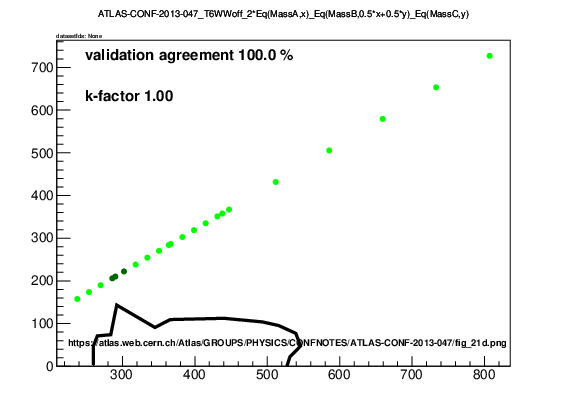 ATLAS-CONF-2013-047_T6WWoff_2*Eq(MassA,x)_Eq(MassB,0.5*x+0.5*y)_Eq(MassC,y)
datasetIds: None
validation agreement 100.0 %
k-factor 1.00
700
600
500
400
300
200
100
0
https://atlas.web.cern.ch/Atlas/GROUPS/PHYSICS/CONFNOTES/ATLAS-CONF-2013-047/fig_21d.png
300 400 500 600 700 800